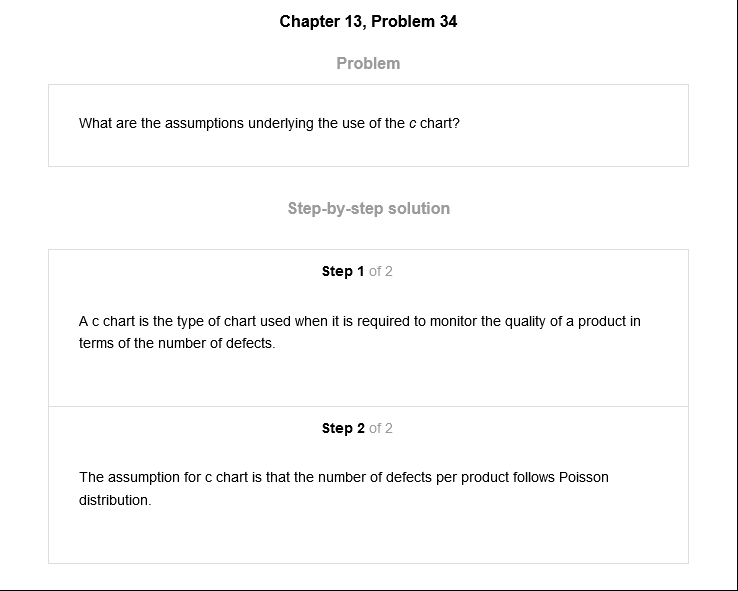 Chapter 13, Problem 34
Problem
What are the assumptions underlying the use of the c chart?
Step-by-step solution
Step 1 of 2
A c chart is the type of chart used when it is required to monitor the quality of a product in
terms of the number of defects.
Step 2 of 2
The assumption for c chart is that the number of defects per product follows Poisson
distribution.